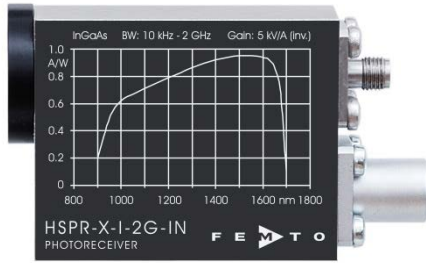 InGaAs BW: 10 kHz - 2 GHz Gain: 5 kV/A (inv.)
1.0
A/W
0.8
0.6
0.4
0.2
0
800 1000 1200 1400 1600 nm 1800
HSPR-X-I-2G-IN
PHOTORECEIVER
FEMTO